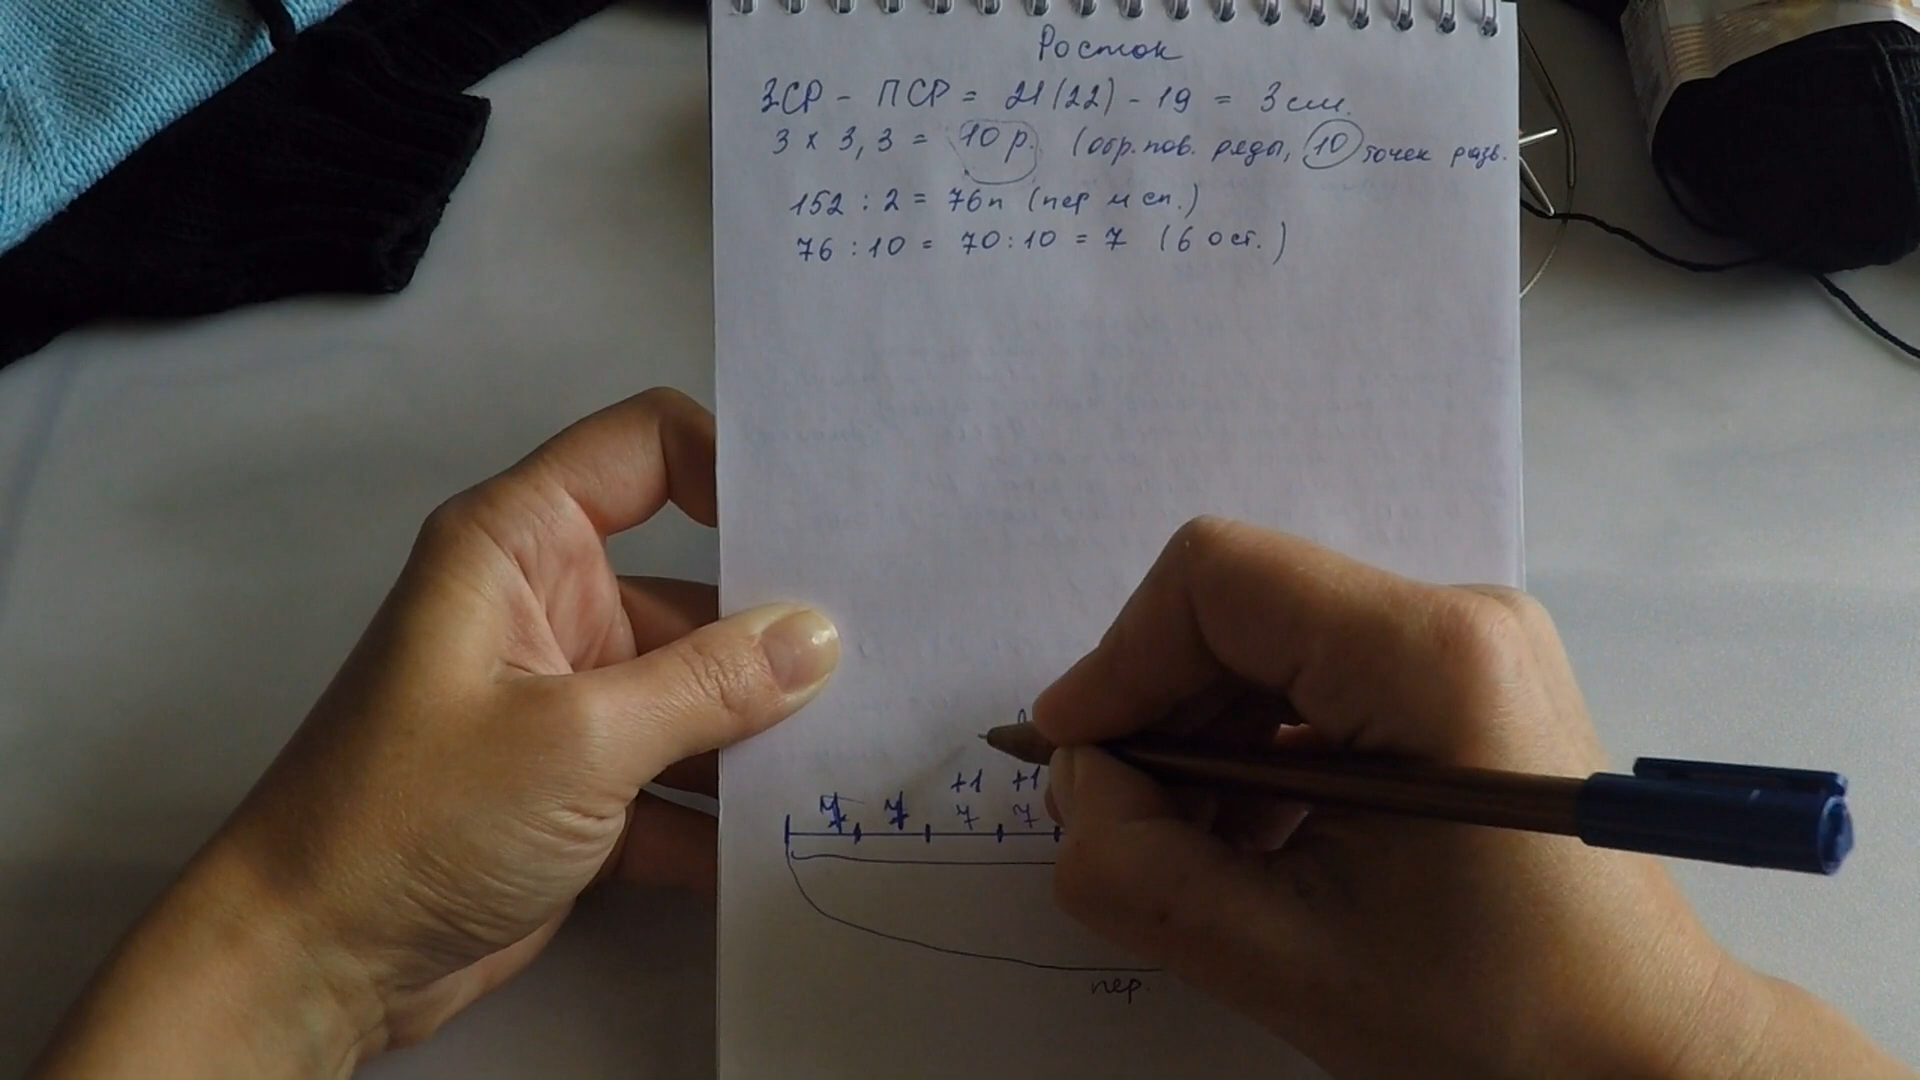 Росток
ЗСР - ПСР = 21(22) - 19 = 3 см.
3 x 3,3 = 10 р. (обр. пов. ряды, 10 точек разв.
152 : 2 = 76п (пер и сп.)
76 : 10 = 70:10 = 7 (6 ост.)
+1 +1
7 7 7 7
пер.